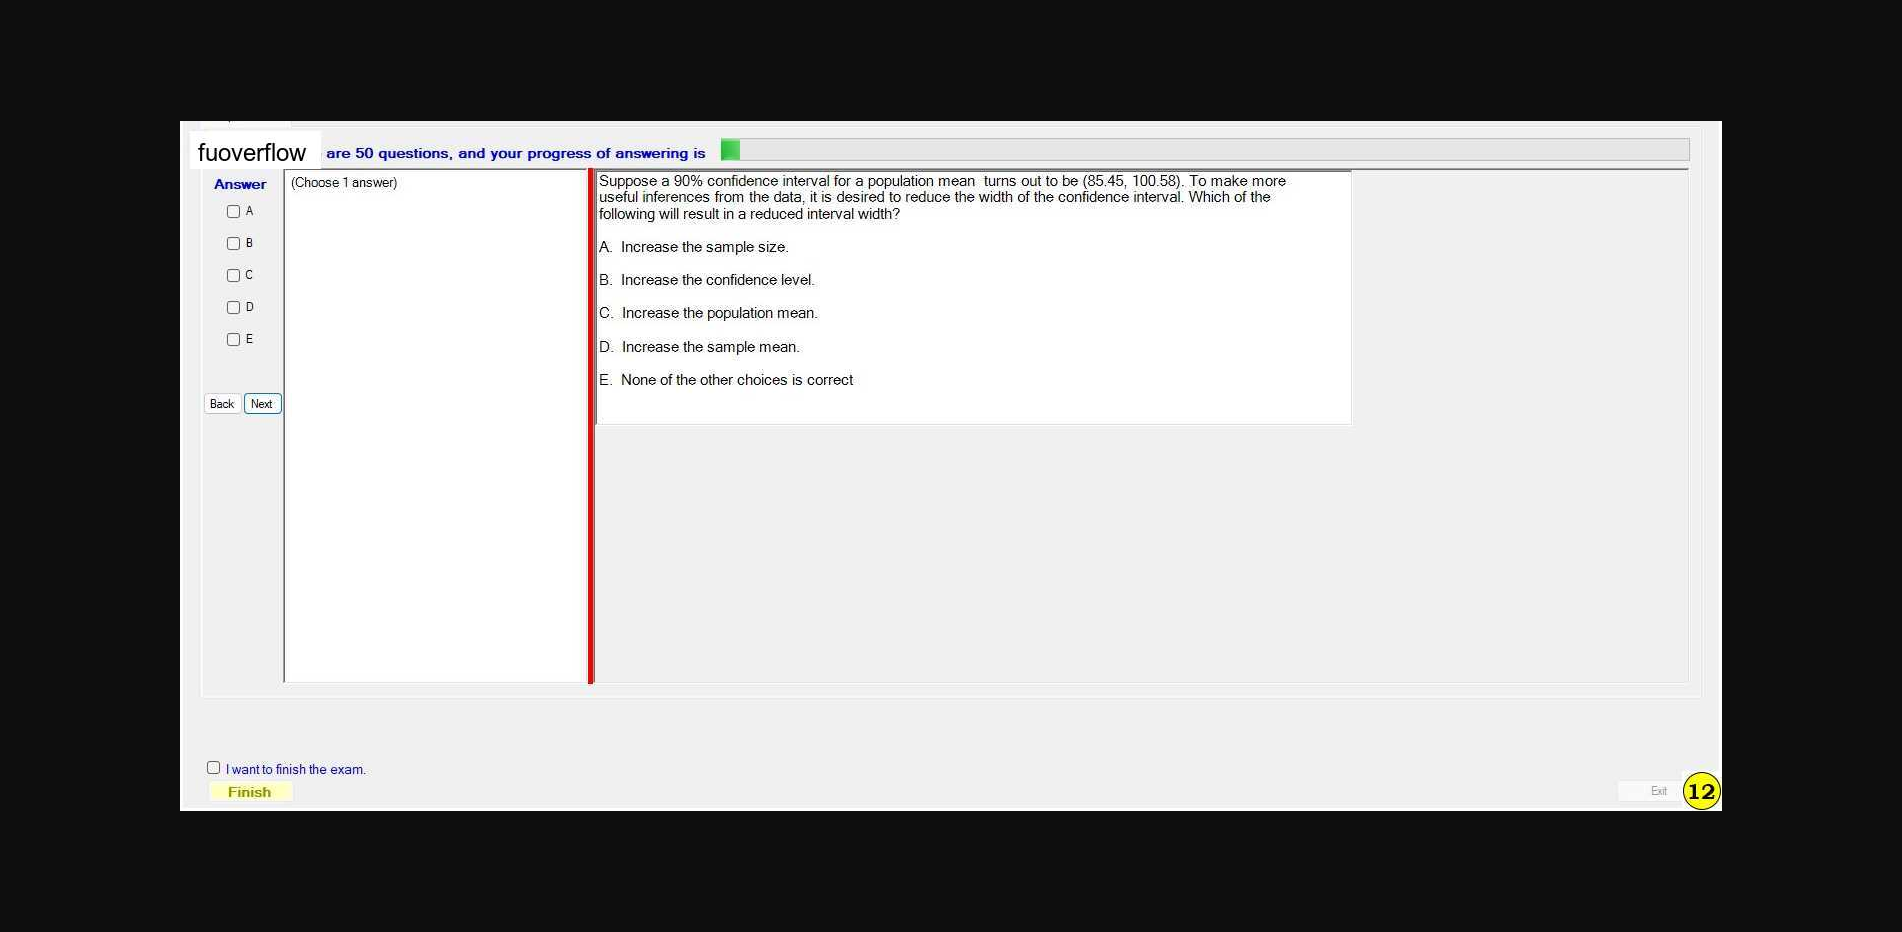 fuoverflow are 50 questions, and your progress of answering is
Answer
(Choose 1 answer)
A
B
C
D
E
Back Next
Suppose a 90% confidence interval for a population mean  turns out to be (85.45, 100.58). To make more
useful inferences from the data, it is desired to reduce the width of the confidence interval. Which of the
following will result in a reduced interval width?
A.  Increase the sample size.
B.  Increase the confidence level.
C.  Increase the population mean.
D.  Increase the sample mean.
E.  None of the other choices is correct
I want to finish the exam.
Finish
Exit
12